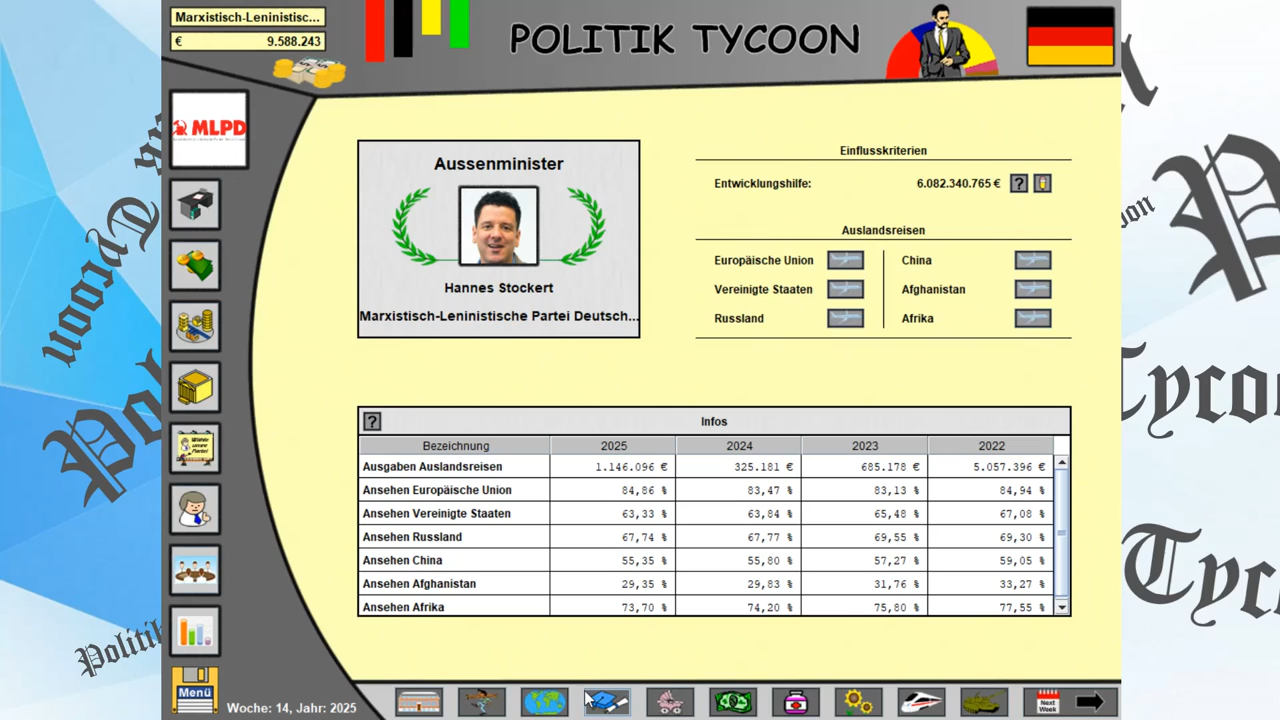 Marxistisch-Leninistisc...
€ 9.588.243
POLITIK TYCOON
MLPD
Aussenminister
Hannes Stockert
Marxistisch-Leninistische Partei Deutsch...
Einflusskriterien
Entwicklungshilfe: 6.082.340.765 € ?
Auslandsreisen
Europäische Union China
Vereinigte Staaten Afghanistan
Russland Afrika
? Infos
Bezeichnung 2025 2024 2023 2022
Ausgaben Auslandsreisen 1.146.096 € 325.181 € 685.178 € 5.057.396 €
Ansehen Europäische Union 84,86 % 83,47 % 83,13 % 84,94 %
Ansehen Vereinigte Staaten 63,33 % 63,84 % 65,48 % 67,08 %
Ansehen Russland 67,74 % 67,77 % 69,55 % 69,30 %
Ansehen China 55,35 % 55,80 % 57,27 % 59,05 %
Ansehen Afghanistan 29,35 % 29,83 % 31,76 % 33,27 %
Ansehen Afrika 73,70 % 74,20 % 75,80 % 77,55 %
Wähle unsere Partei!
Menü
Woche: 14, Jahr: 2025
Next
Week
Tycoon
Politik